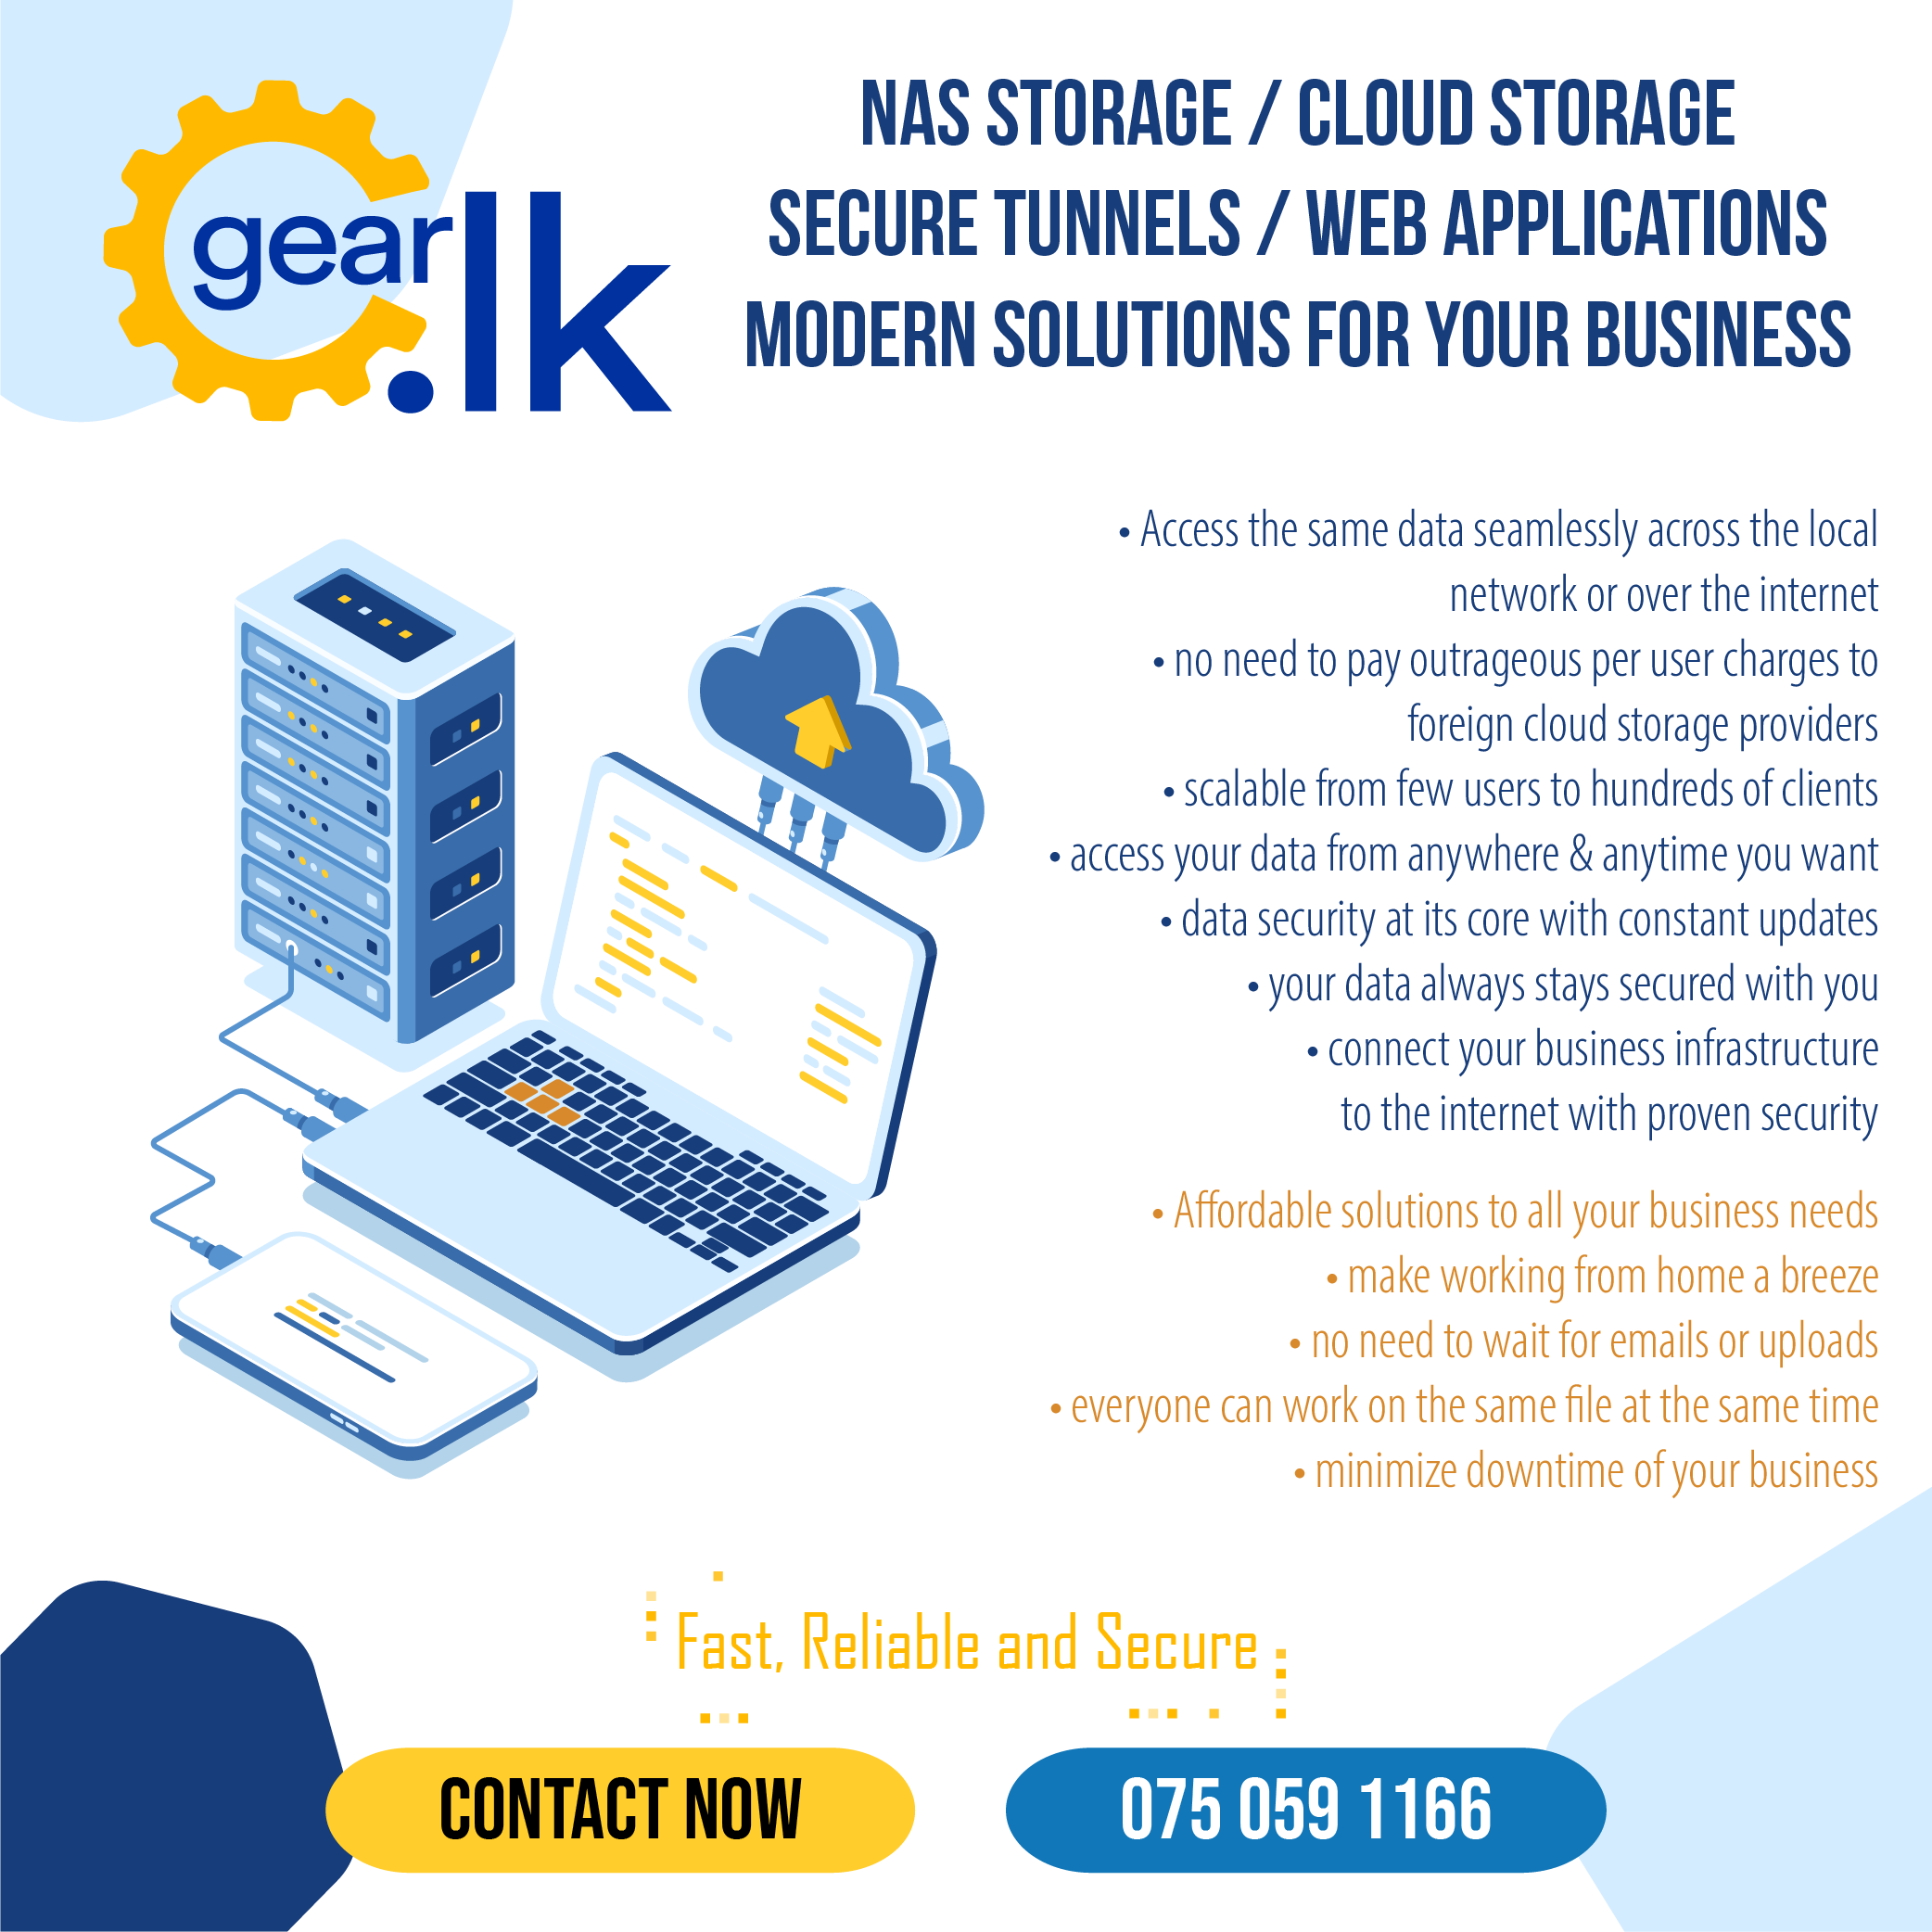 gear
.lk
NAS STORAGE / CLOUD STORAGE
SECURE TUNNELS / WEB APPLICATIONS
MODERN SOLUTIONS FOR YOUR BUSINESS
• Access the same data seamlessly across the local
network or over the internet
• no need to pay outrageous per user charges to
foreign cloud storage providers
• scalable from few users to hundreds of clients
• access your data from anywhere & anytime you want
• data security at its core with constant updates
• your data always stays secured with you
• connect your business infrastructure
to the internet with proven security
• Affordable solutions to all your business needs
• make working from home a breeze
• no need to wait for emails or uploads
• everyone can work on the same file at the same time
• minimize downtime of your business
Fast, Reliable and Secure
CONTACT NOW
075 059 1166